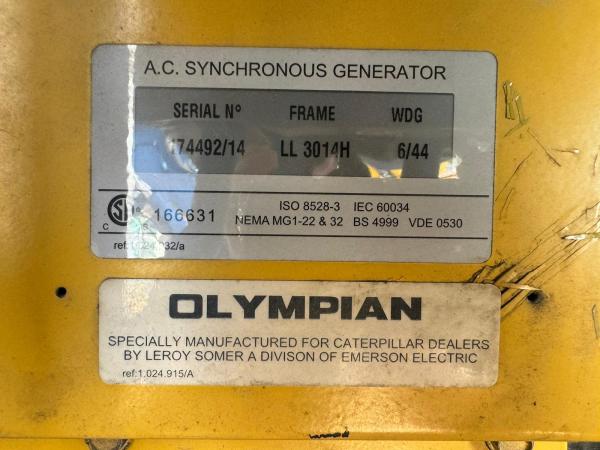 A.C. SYNCHRONOUS GENERATOR
SERIAL Nº FRAME WDG
174492/14 LL 3014H 6/44
ISO 8528-3 IEC 60034
166631 NEMA MG1-22 & 32 BS 4999 VDE 0530
C US
OLYMPIAN
SPECIALLY MANUFACTURED FOR CATERPILLAR DEALERS
BY LEROY SOMER A DIVISON OF EMERSON ELECTRIC
ref:1.024.915/A